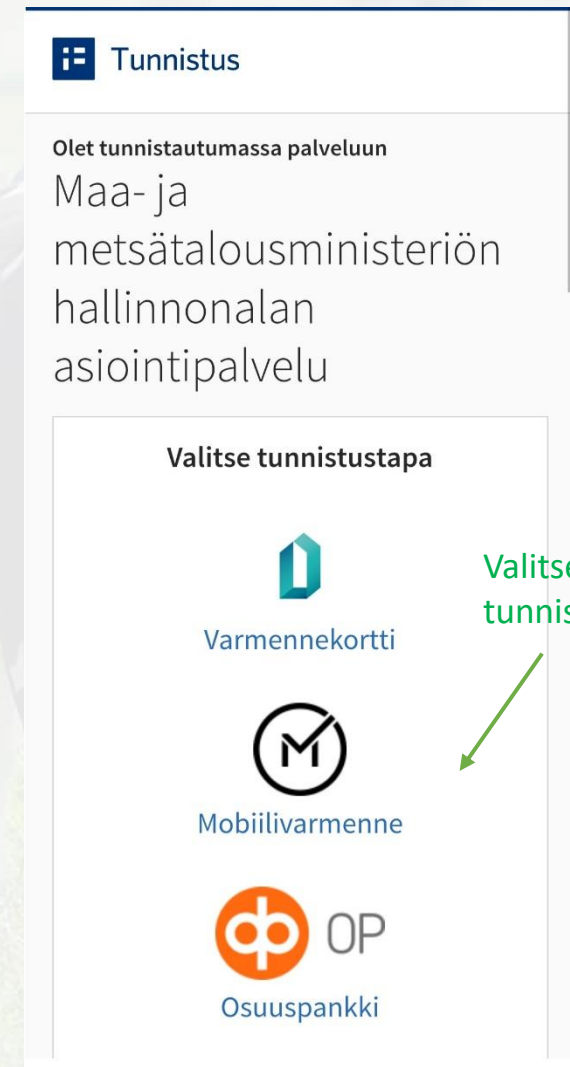 Tunnistus
Olet tunnistautumassa palveluun
Maa- ja
metsätalousministeriön
hallinnonalan
asiointipalvelu
Valitse tunnistustapa
Varmennekortti
Mobiilivarmenne
OP
Osuuspankki